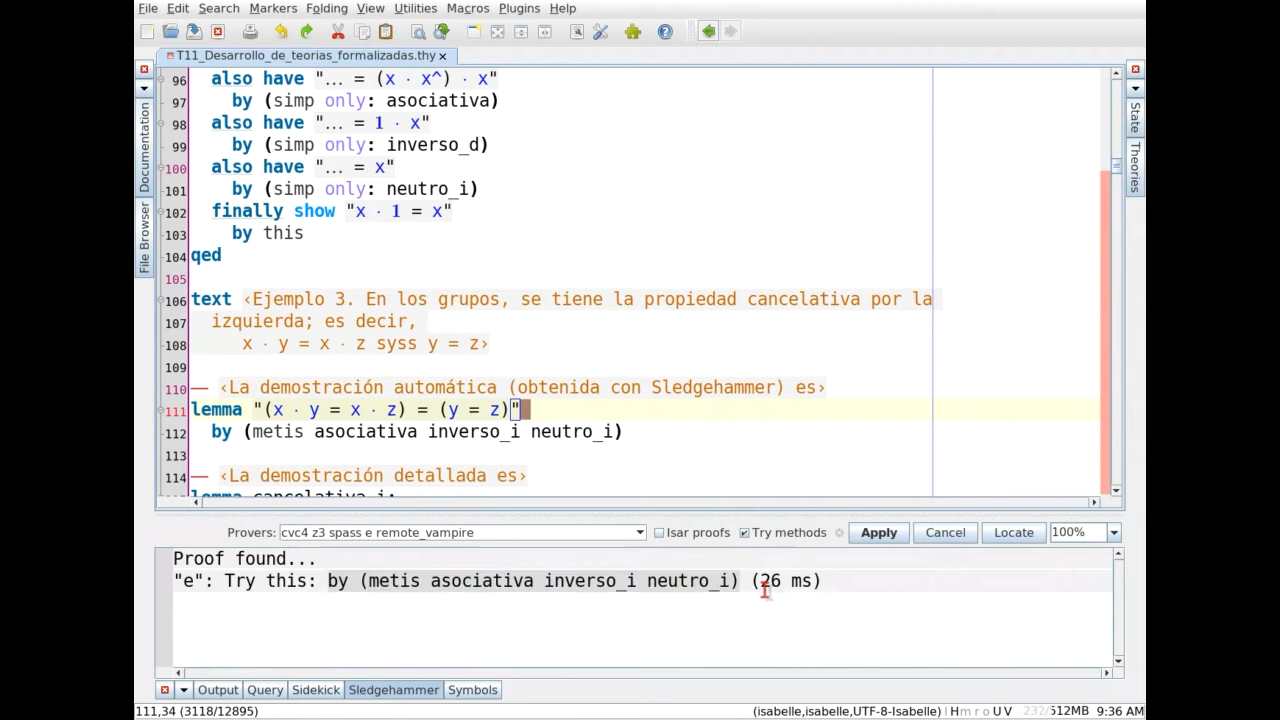 File Edit Search Markers Folding View Utilities Macros Plugins Help
T11_Desarrollo_de_teorias_formalizadas.thy
96 also have "... = (x · x^) · x"
97 by (simp only: asociativa)
98 also have "... = 1 · x"
99 by (simp only: inverso_d)
100 also have "... = x"
101 by (simp only: neutro_i)
102 finally show "x · 1 = x"
103 by this
104 qed
105
106 text ‹Ejemplo 3. En los grupos, se tiene la propiedad cancelativa por la
107 izquierda; es decir,
108 x · y = x · z syss y = z›
109
110 — ‹La demostración automática (obtenida con Sledgehammer) es›
111 lemma "(x · y = x · z) = (y = z)"
112 by (metis asociativa inverso_i neutro_i)
113
114 — ‹La demostración detallada es›
lemma cancelativa_i:
Documentation
File Browser
State
Theories
Provers: cvc4 z3 spass e remote_vampire Isar proofs Try methods Apply Cancel Locate 100%
Proof found...
"e": Try this: by (metis asociativa inverso_i neutro_i) (26 ms)
Output Query Sidekick Sledgehammer Symbols
111,34 (3118/12895) (isabelle,isabelle,UTF-8-Isabelle) H m r o U V 232/512MB 9:36 AM